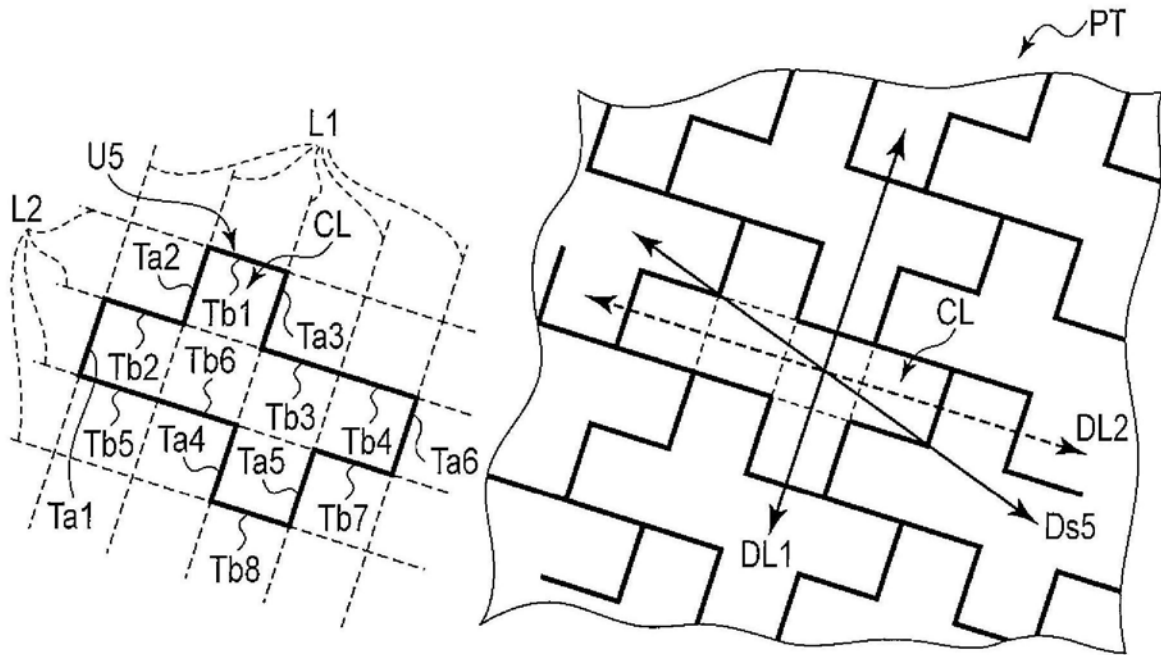 PT
L1
U5
L2
CL
Ta2
Tb1
Ta3
Tb2
Tb6
Tb3
Tb4
Tb5
Ta4
Ta5
Ta6
Ta1
Tb7
Tb8
CL
DL2
DL1
Ds5